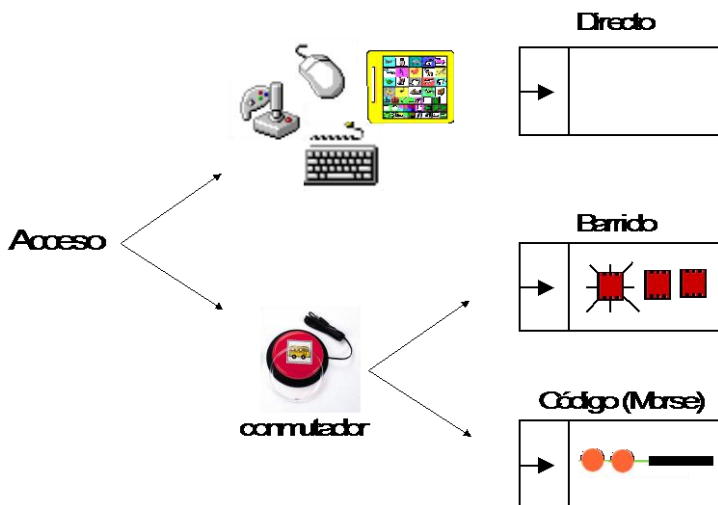 Directo
Acceso
Barrido
conmutador
Código (Morse)